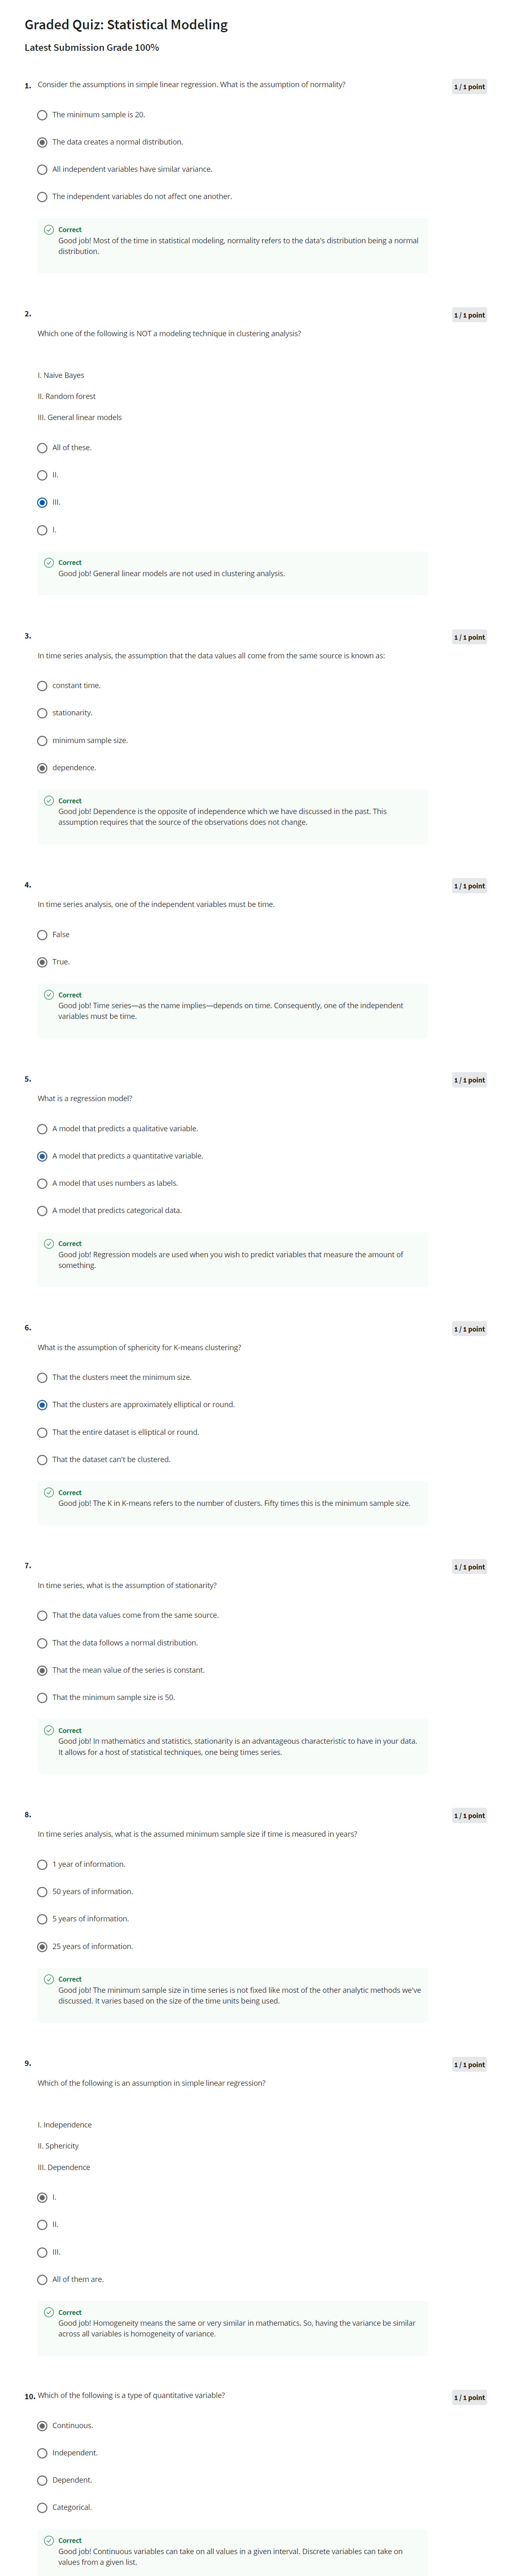 Graded Quiz: Statistical Modeling
Latest Submission Grade 100%
1. Consider the assumptions in simple linear regression. What is the assumption of normality?
1 / 1 point
The minimum sample is 20.
The data creates a normal distribution.
All independent variables have similar variance.
The independent variables do not affect one another.
Correct
Good job! Most of the time in statistical modeling, normality refers to the data's distribution being a normal
distribution.
2.
1 / 1 point
Which one of the following is NOT a modeling technique in clustering analysis?
I. Naive Bayes
II. Random forest
III. General linear models
All of these.
II.
III.
I.
Correct
Good job! General linear models are not used in clustering analysis.
3.
1 / 1 point
In time series analysis, the assumption that the data values all come from the same source is known as:
constant time.
stationarity.
minimum sample size.
dependence.
Correct
Good job! Dependence is the opposite of independence which we have discussed in the past. This
assumption requires that the source of the observations does not change.
4.
1 / 1 point
In time series analysis, one of the independent variables must be time.
False
True.
Correct
Good job! Time series—as the name implies—depends on time. Consequently, one of the independent
variables must be time.
5.
1 / 1 point
What is a regression model?
A model that predicts a qualitative variable.
A model that predicts a quantitative variable.
A model that uses numbers as labels.
A model that predicts categorical data.
Correct
Good job! Regression models are used when you wish to predict variables that measure the amount of
something.
6.
1 / 1 point
What is the assumption of sphericity for K-means clustering?
That the clusters meet the minimum size.
That the clusters are approximately elliptical or round.
That the entire dataset is elliptical or round.
That the dataset can't be clustered.
Correct
Good job! The K in K-means refers to the number of clusters. Fifty times this is the minimum sample size.
7.
1 / 1 point
In time series, what is the assumption of stationarity?
That the data values come from the same source.
That the data follows a normal distribution.
That the mean value of the series is constant.
That the minimum sample size is 50.
Correct
Good job! In mathematics and statistics, stationarity is an advantageous characteristic to have in your data.
It allows for a host of statistical techniques, one being times series.
8.
1 / 1 point
In time series analysis, what is the assumed minimum sample size if time is measured in years?
1 year of information.
50 years of information.
5 years of information.
25 years of information.
Correct
Good job! The minimum sample size in time series is not fixed like most of the other analytic methods we've
discussed. It varies based on the size of the time units being used.
9.
1 / 1 point
Which of the following is an assumption in simple linear regression?
I. Independence
II. Sphericity
III. Dependence
I.
II.
III.
All of them are.
Correct
Good job! Homogeneity means the same or very similar in mathematics. So, having the variance be similar
across all variables is homogeneity of variance.
10. Which of the following is a type of quantitative variable?
1 / 1 point
Continuous.
Independent.
Dependent.
Categorical.
Correct
Good job! Continuous variables can take on all values in a given interval. Discrete variables can take on
values from a given list.